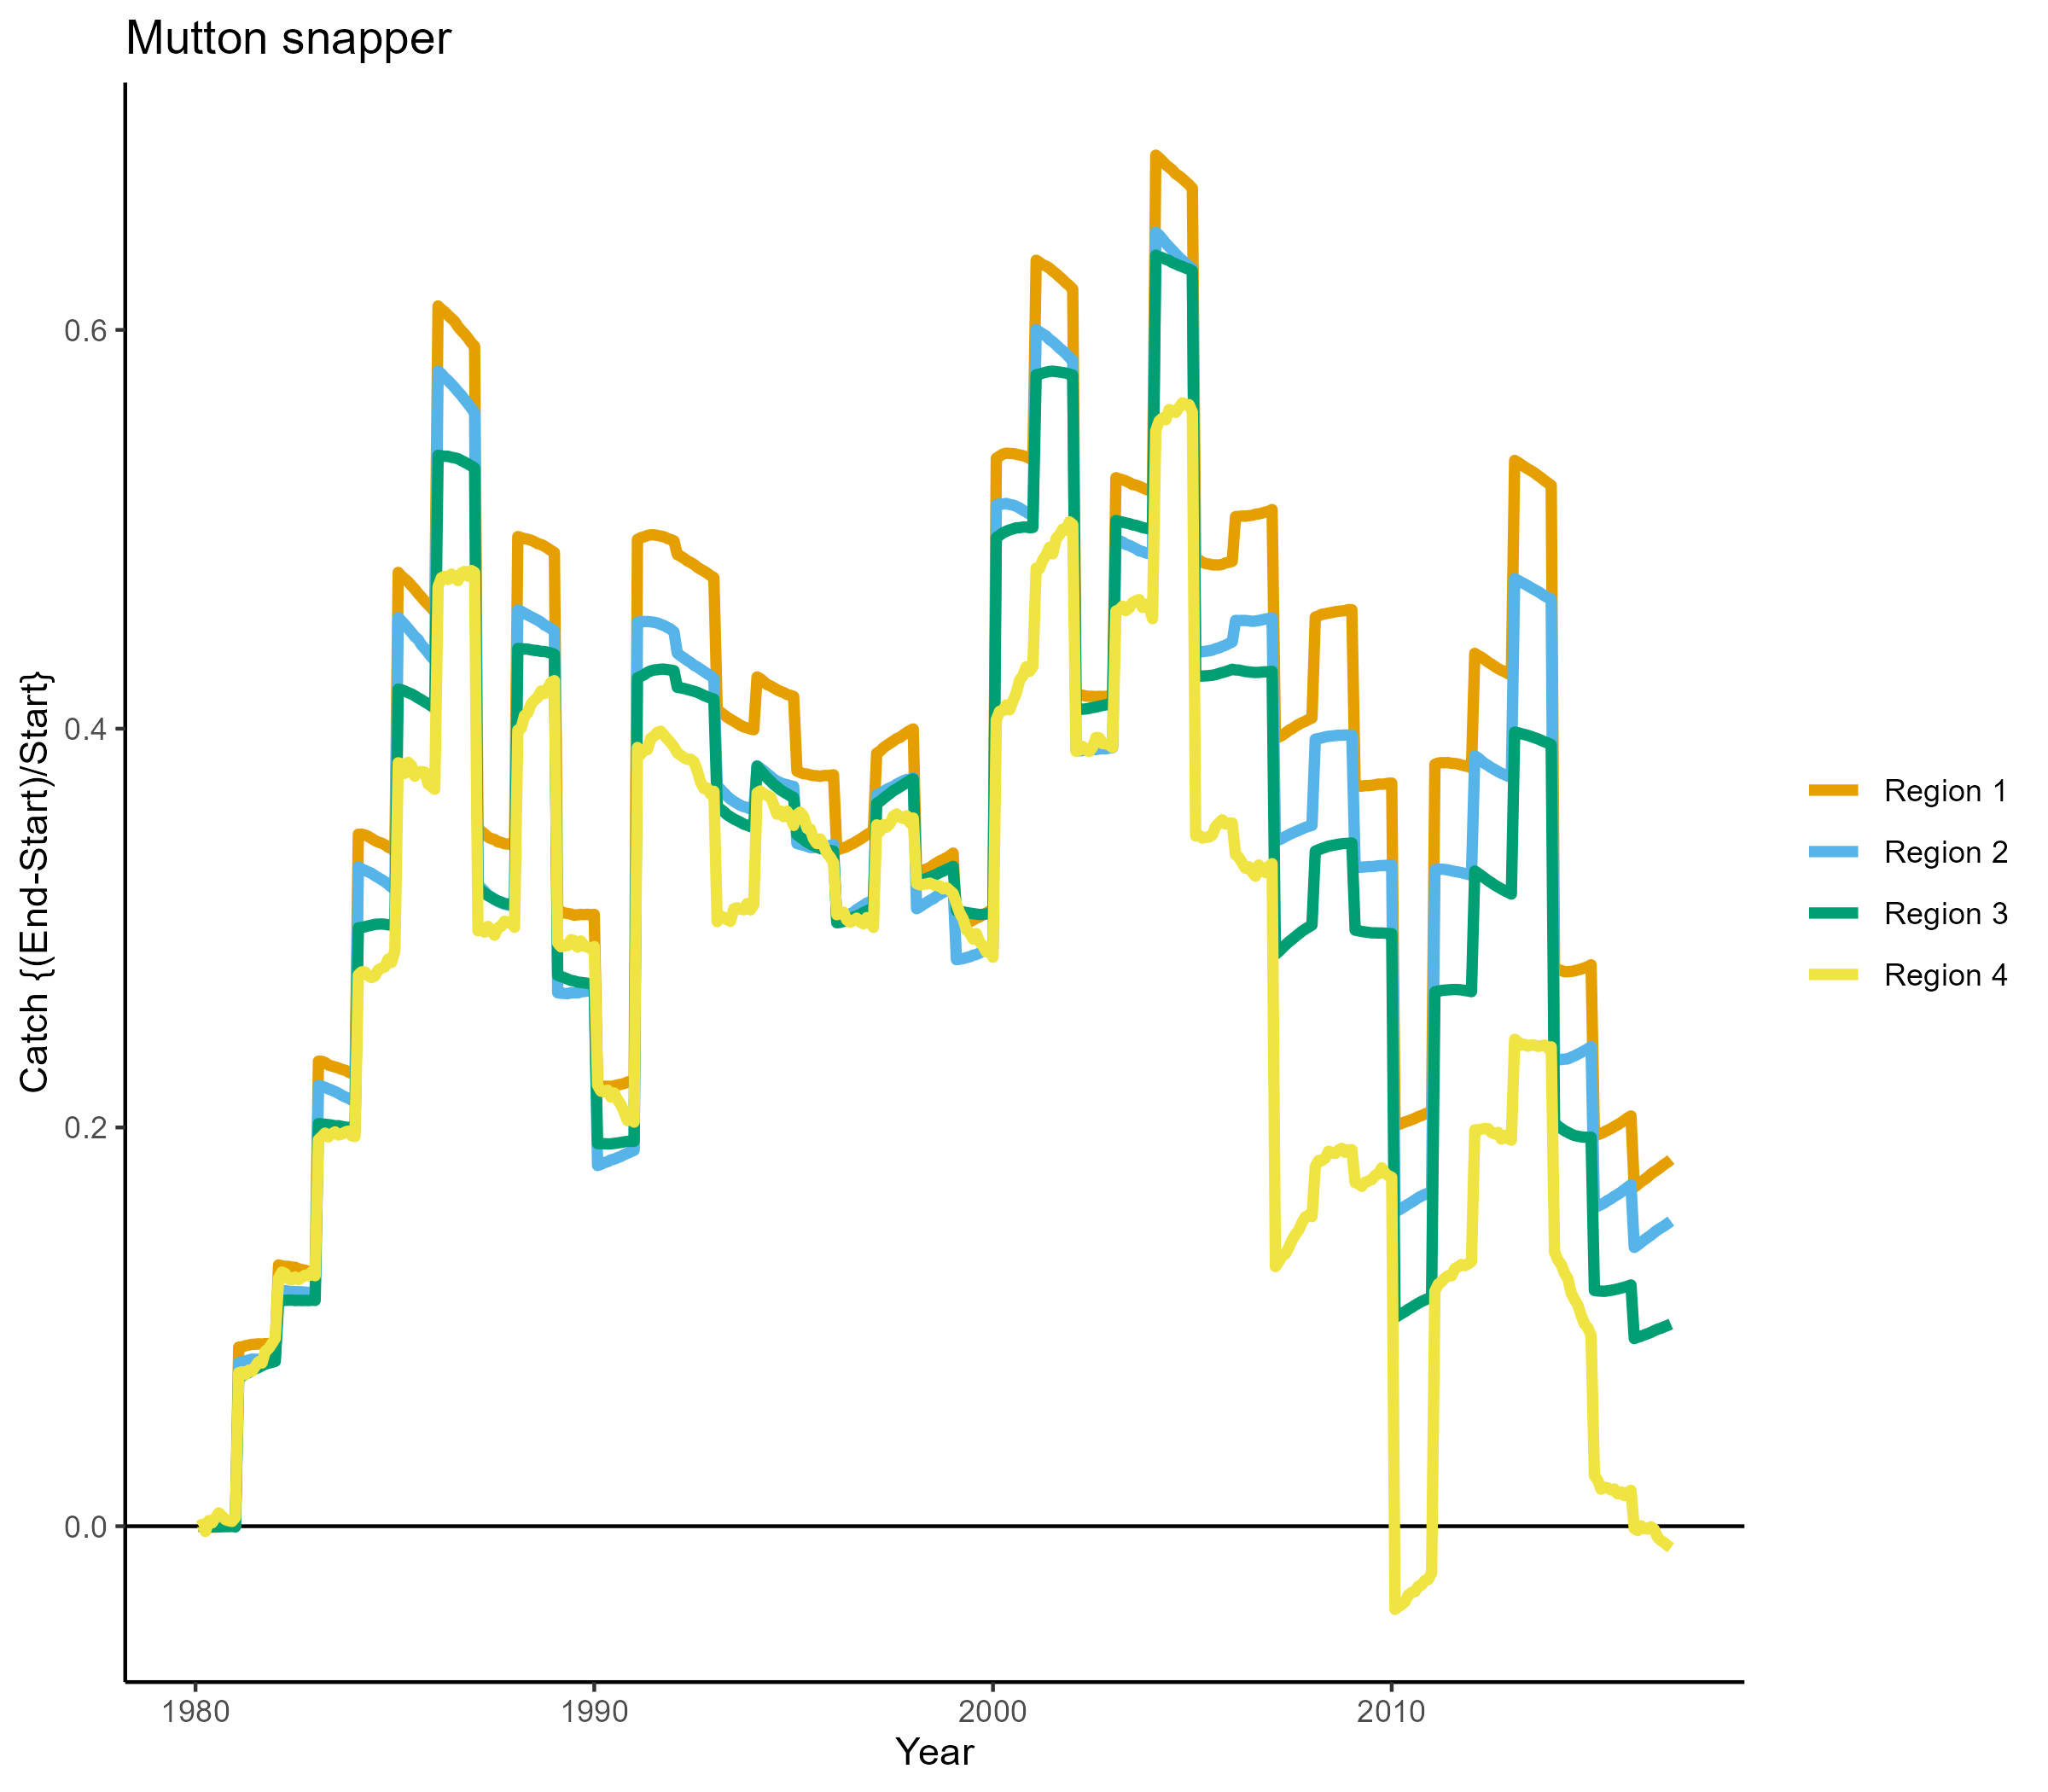 Mutton snapper
Catch {(End-Start)/Start}
0.6
0.4
0.2
0.0
1980
1990
2000
2010
Year
Region 1
Region 2
Region 3
Region 4